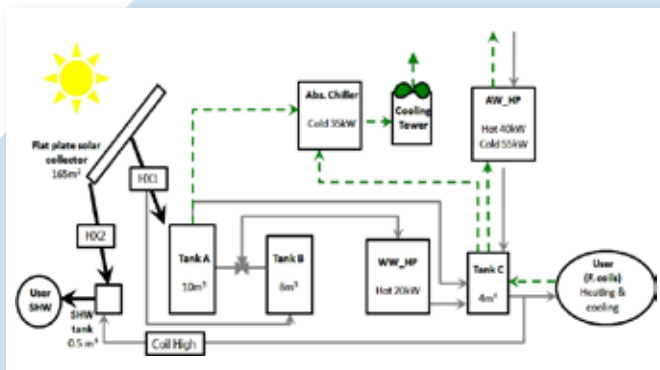 Flat plate solar
collector
165m²
HX1
HX2
User
SHW
SHW
tank
0.5 m³
Coil High
Tank A
10m³
Tank B
8m³
Abs. Chiller
Cold 35kW
Cooling
Tower
WW_HP
Hot 20kW
AW_HP
Hot 40kW
Cold 55kW
Tank C
4m³
User
(F. coils)
Heating &
cooling